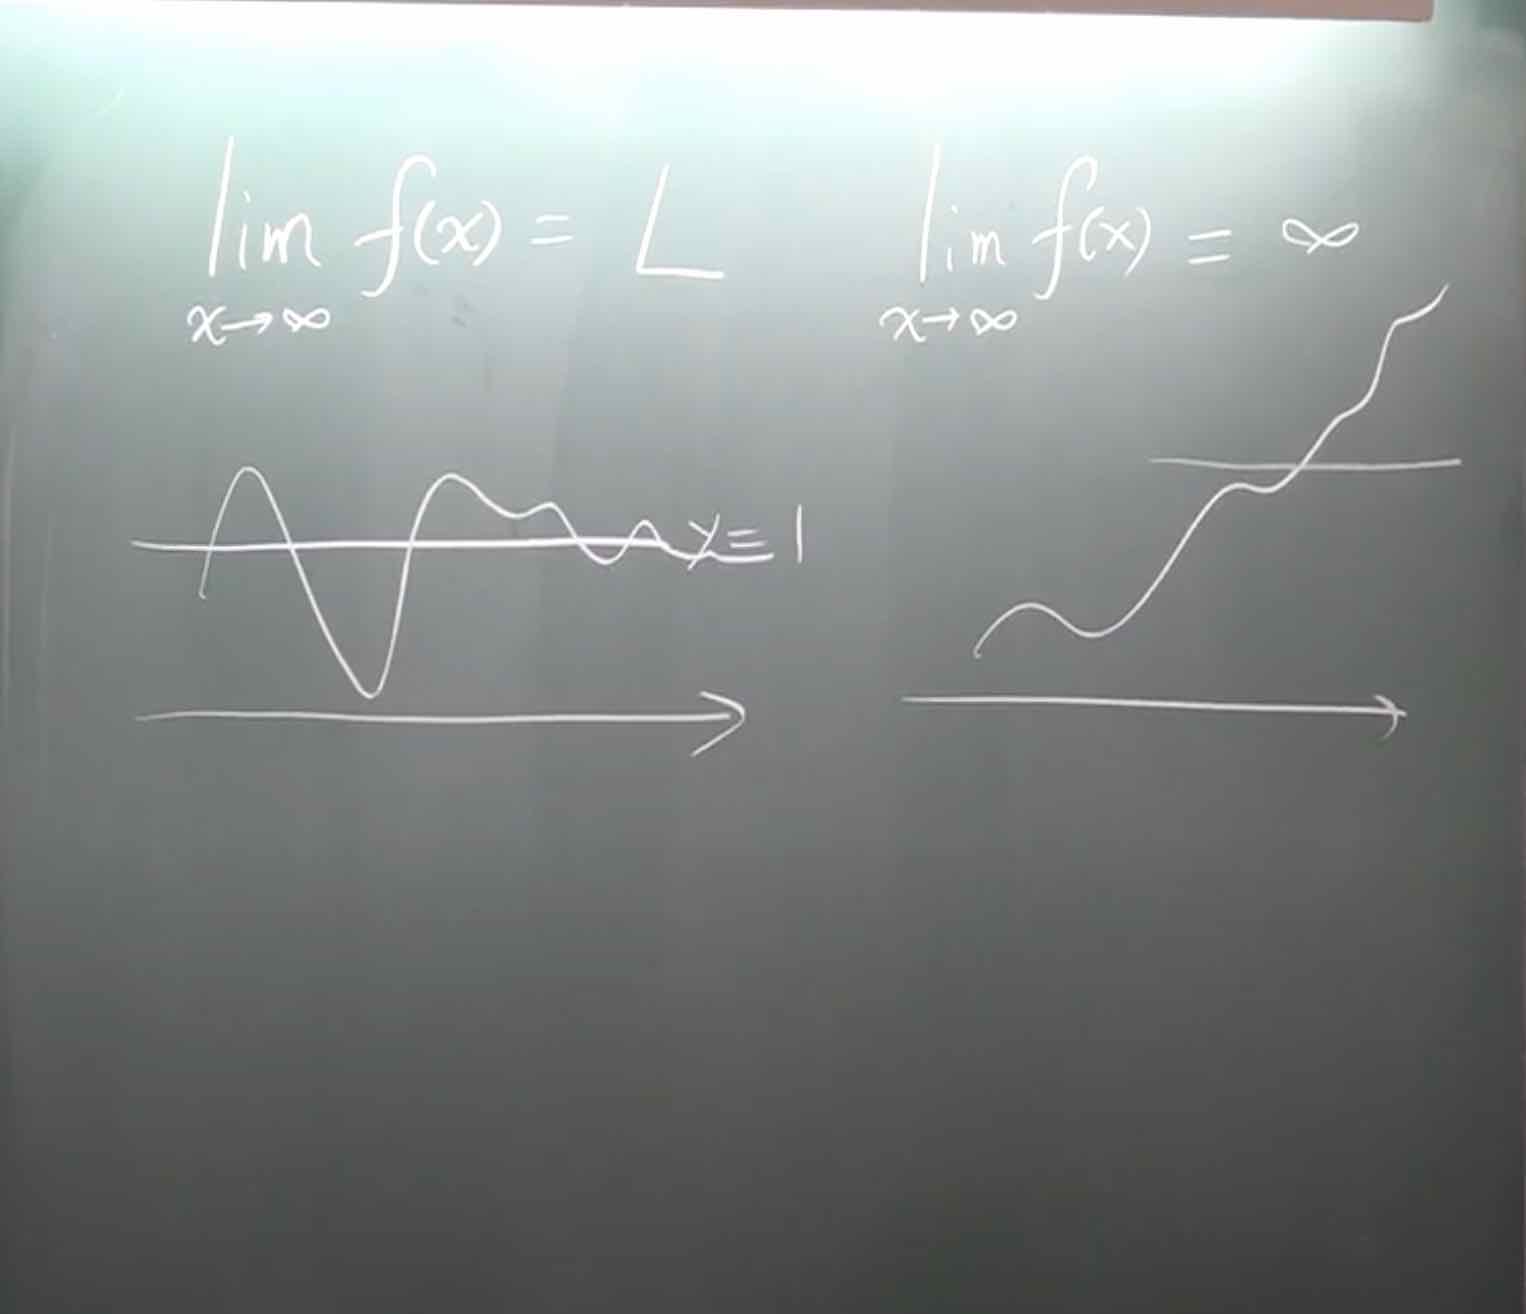 lim f(x) = L
x→∞
lim f(x) = ∞
x→∞
y=1